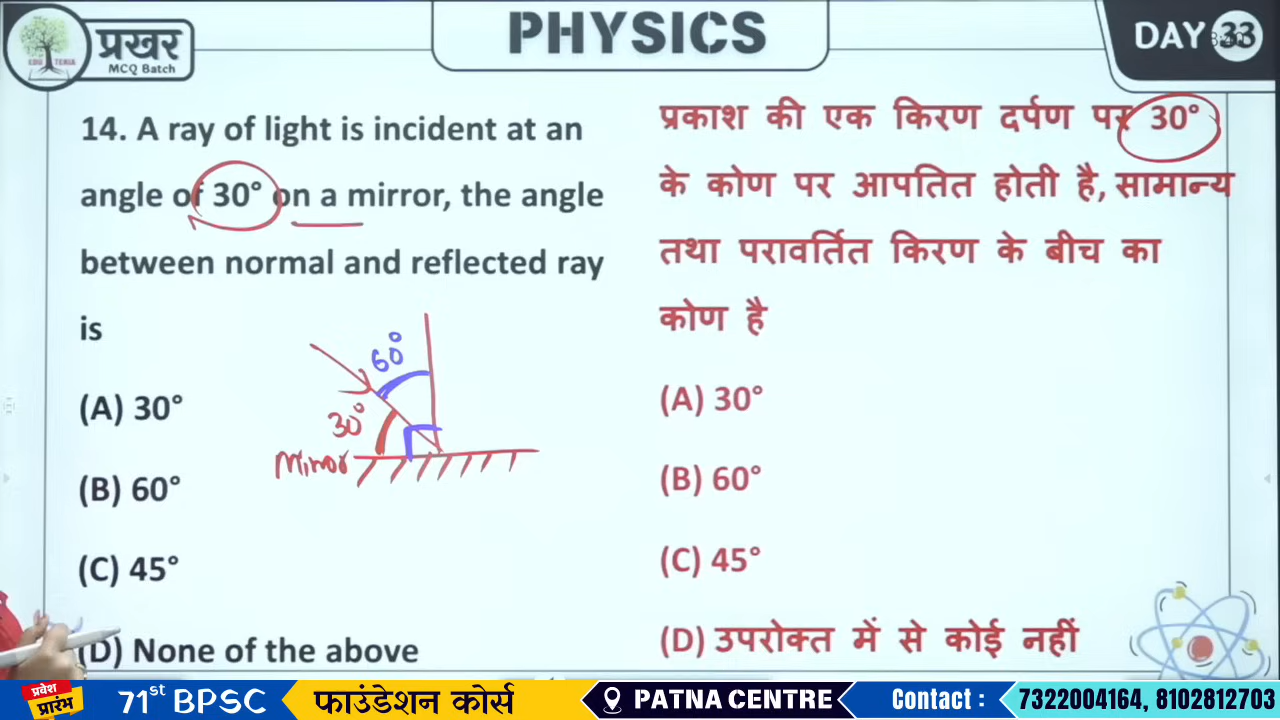 EDU TERIA
प्रखर
MCQ Batch
PHYSICS
DAY 33
14. A ray of light is incident at an
angle of 30° on a mirror, the angle
between normal and reflected ray
is
(A) 30°
(B) 60°
(C) 45°
(D) None of the above
60°
30°
Mirror
प्रकाश की एक किरण दर्पण पर 30°
के कोण पर आपतित होती है, सामान्य
तथा परावर्तित किरण के बीच का
कोण है
(A) 30°
(B) 60°
(C) 45°
(D) उपरोक्त में से कोई नहीं
प्रवेश
प्रारंभ
71st BPSC
फाउंडेशन कोर्स
PATNA CENTRE
Contact :
7322004164, 8102812703